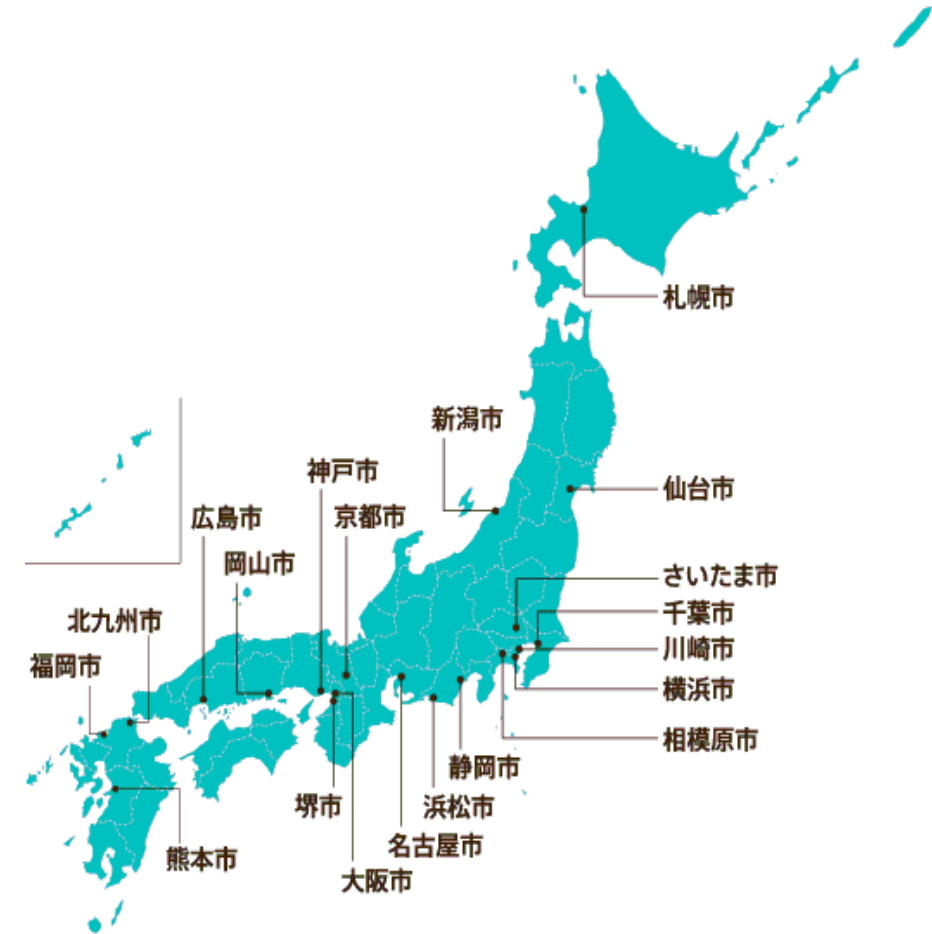 札幌市
新潟市
神戸市
仙台市
広島市
京都市
岡山市
さいたま市
千葉市
北九州市
川崎市
福岡市
横浜市
相模原市
静岡市
堺市
浜松市
名古屋市
熊本市
大阪市